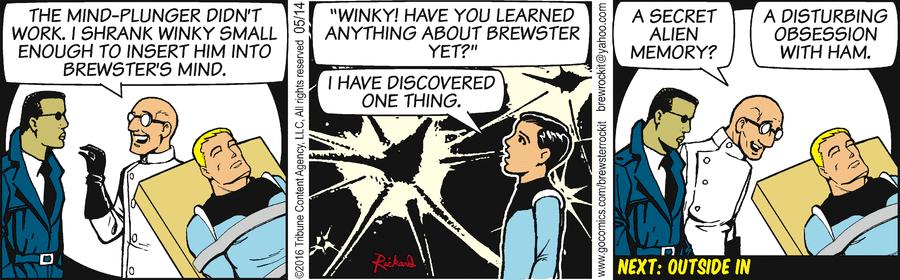 THE MIND-PLUNGER DIDN'T
WORK. I SHRANK WINKY SMALL
ENOUGH TO INSERT HIM INTO
BREWSTER'S MIND.
©2016 Tribune Content Agency, LLC, All rights reserved 05/14
"WINKY! HAVE YOU LEARNED
ANYTHING ABOUT BREWSTER
YET?"
I HAVE DISCOVERED
ONE THING.
Rickard
www.gocomics.com/brewsterrockit brewrockit@yahoo.com
A SECRET
ALIEN
MEMORY?
A DISTURBING
OBSESSION
WITH HAM.
NEXT: OUTSIDE IN